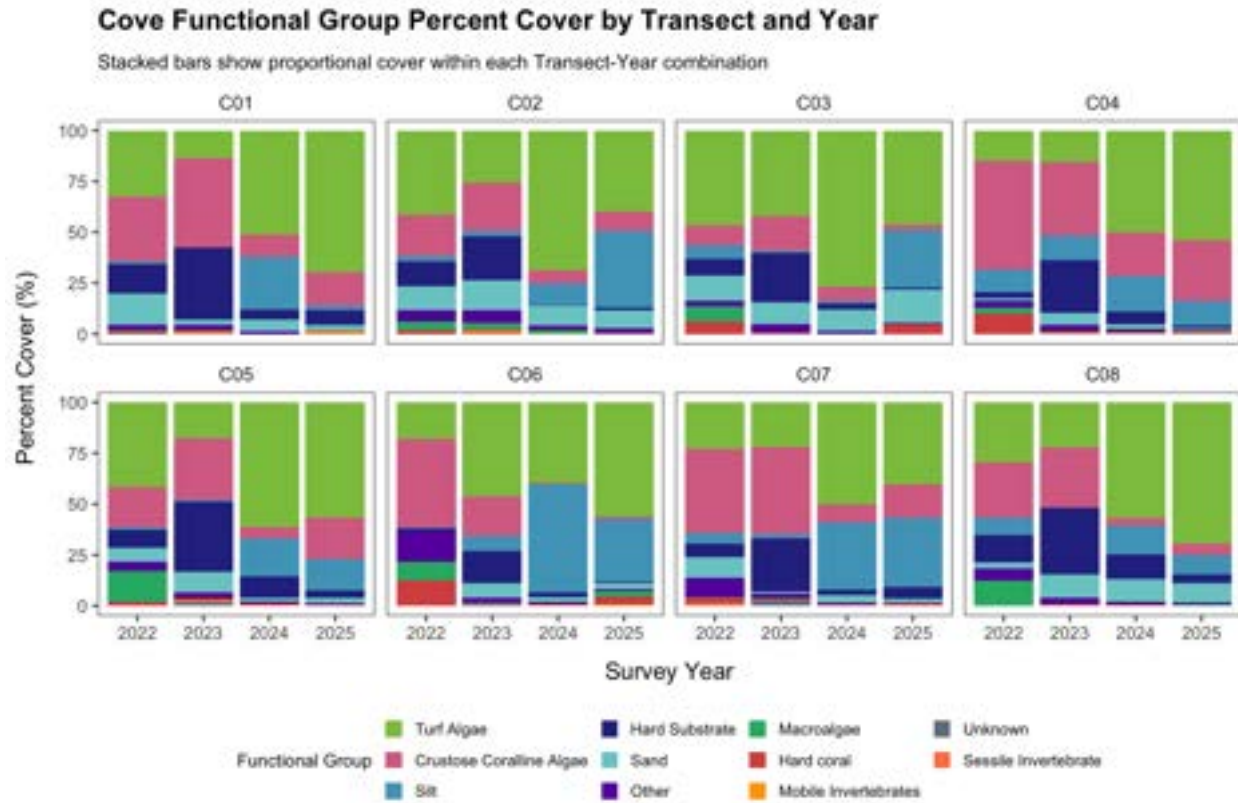 Cove Functional Group Percent Cover by Transect and Year
Stacked bars show proportional cover within each Transect-Year combination
C01 C02 C03 C04
100
75
50
25
0
C05 C06 C07 C08
100
75
50
25
0
Percent Cover (%)
2022 2023 2024 2025 2022 2023 2024 2025 2022 2023 2024 2025 2022 2023 2024 2025
Survey Year
Functional Group
Turf Algae Hard Substrate Macroalgae Unknown
Crustose Coralline Algae Sand Hard coral Sessile Invertebrate
Silt Other Mobile Invertebrates